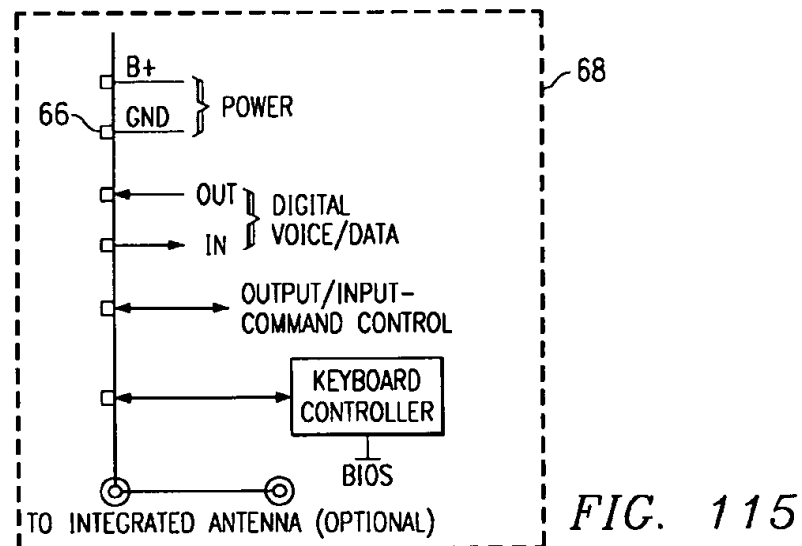 B+
68
66
GND
POWER
OUT
DIGITAL
VOICE/DATA
IN
OUTPUT/INPUT-
COMMAND CONTROL
KEYBOARD
CONTROLLER
BIOS
TO INTEGRATED ANTENNA (OPTIONAL)
FIG. 115